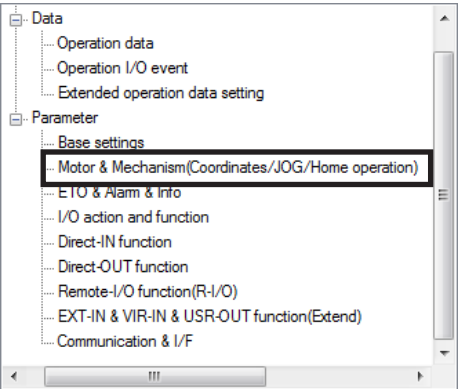 Data
Operation data
Operation I/O event
Extended operation data setting
Parameter
Base settings
Motor & Mechanism(Coordinates/JOG/Home operation)
ETO & Alarm & Info
I/O action and function
Direct-IN function
Direct-OUT function
Remote-I/O function(R-I/O)
EXT-IN & VIR-IN & USR-OUT function(Extend)
Communication & I/F